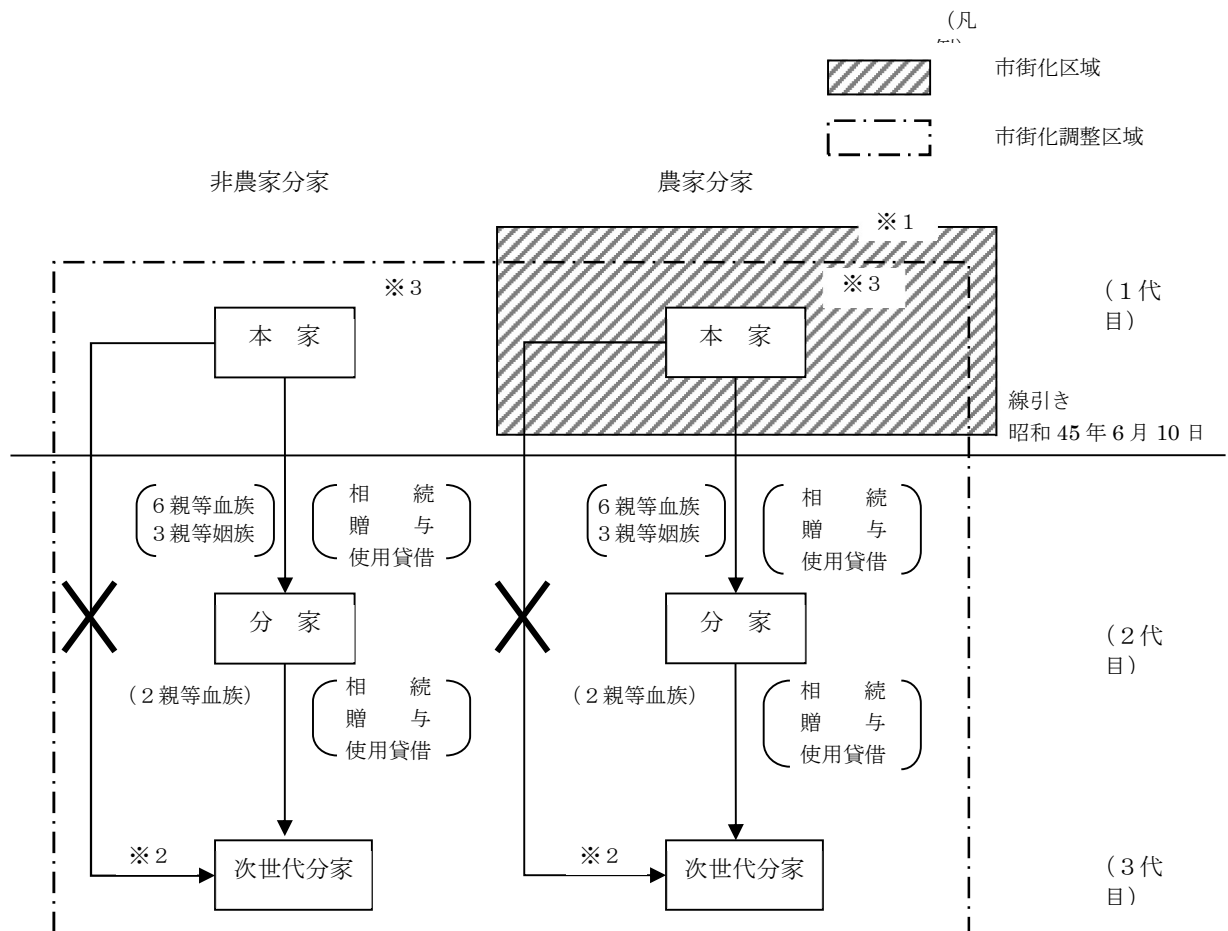 （凡
市街化区域
市街化調整区域
非農家分家
農家分家
※１
※３
※３
（１代
目）
本　家
本　家
線引き
昭和 45 年 6 月 10 日
６親等血族
３親等姻族
相　　続
贈　　与
使用貸借
６親等血族
３親等姻族
相　　続
贈　　与
使用貸借
分　家
分　家
（２代
目）
（２親等血族）
相　　続
贈　　与
使用貸借
（２親等血族）
相　　続
贈　　与
使用貸借
※２
次世代分家
※２
次世代分家
（３代
目）